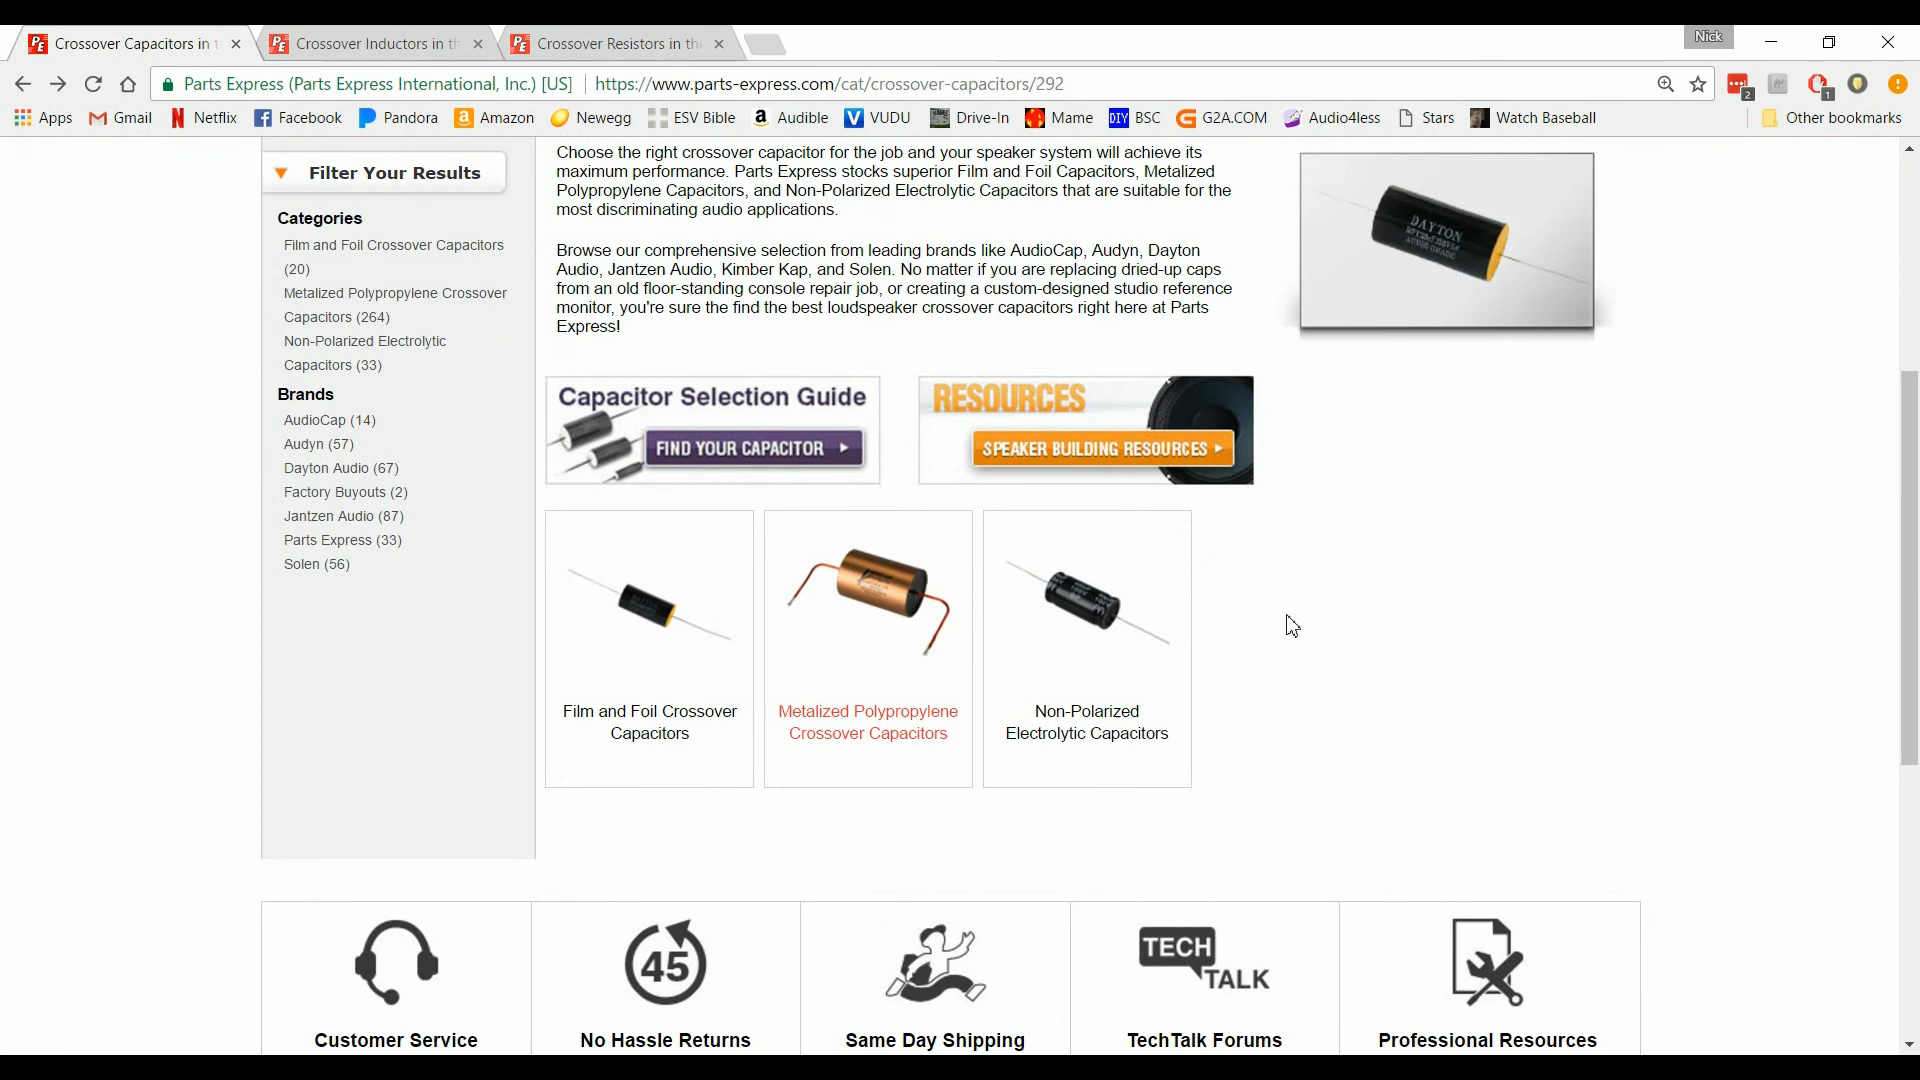 Crossover Capacitors in t
Crossover Inductors in th
Crossover Resistors in the
Nick
Parts Express (Parts Express International, Inc.) [US]
https://www.parts-express.com/cat/crossover-capacitors/292
2
1
Apps
Gmail
Netflix
Facebook
Pandora
Amazon
Newegg
ESV Bible
Audible
VUDU
Drive-In
Mame
DIY BSC
G2A.COM
Audio4less
Stars
Watch Baseball
Other bookmarks
Filter Your Results
Categories
Film and Foil Crossover Capacitors
(20)
Metalized Polypropylene Crossover
Capacitors (264)
Non-Polarized Electrolytic
Capacitors (33)
Brands
AudioCap (14)
Audyn (57)
Dayton Audio (67)
Factory Buyouts (2)
Jantzen Audio (87)
Parts Express (33)
Solen (56)
Choose the right crossover capacitor for the job and your speaker system will achieve its
maximum performance. Parts Express stocks superior Film and Foil Capacitors, Metalized
Polypropylene Capacitors, and Non-Polarized Electrolytic Capacitors that are suitable for the
most discriminating audio applications.
Browse our comprehensive selection from leading brands like AudioCap, Audyn, Dayton
Audio, Jantzen Audio, Kimber Kap, and Solen. No matter if you are replacing dried-up caps
from an old floor-standing console repair job, or creating a custom-designed studio reference
monitor, you're sure the find the best loudspeaker crossover capacitors right here at Parts
Express!
DAYTON
AUDIO GRADE
Capacitor Selection Guide
FIND YOUR CAPACITOR
RESOURCES
SPEAKER BUILDING RESOURCES
Film and Foil Crossover
Capacitors
Metalized Polypropylene
Crossover Capacitors
Non-Polarized
Electrolytic Capacitors
45
TECH
TALK
Customer Service
No Hassle Returns
Same Day Shipping
TechTalk Forums
Professional Resources